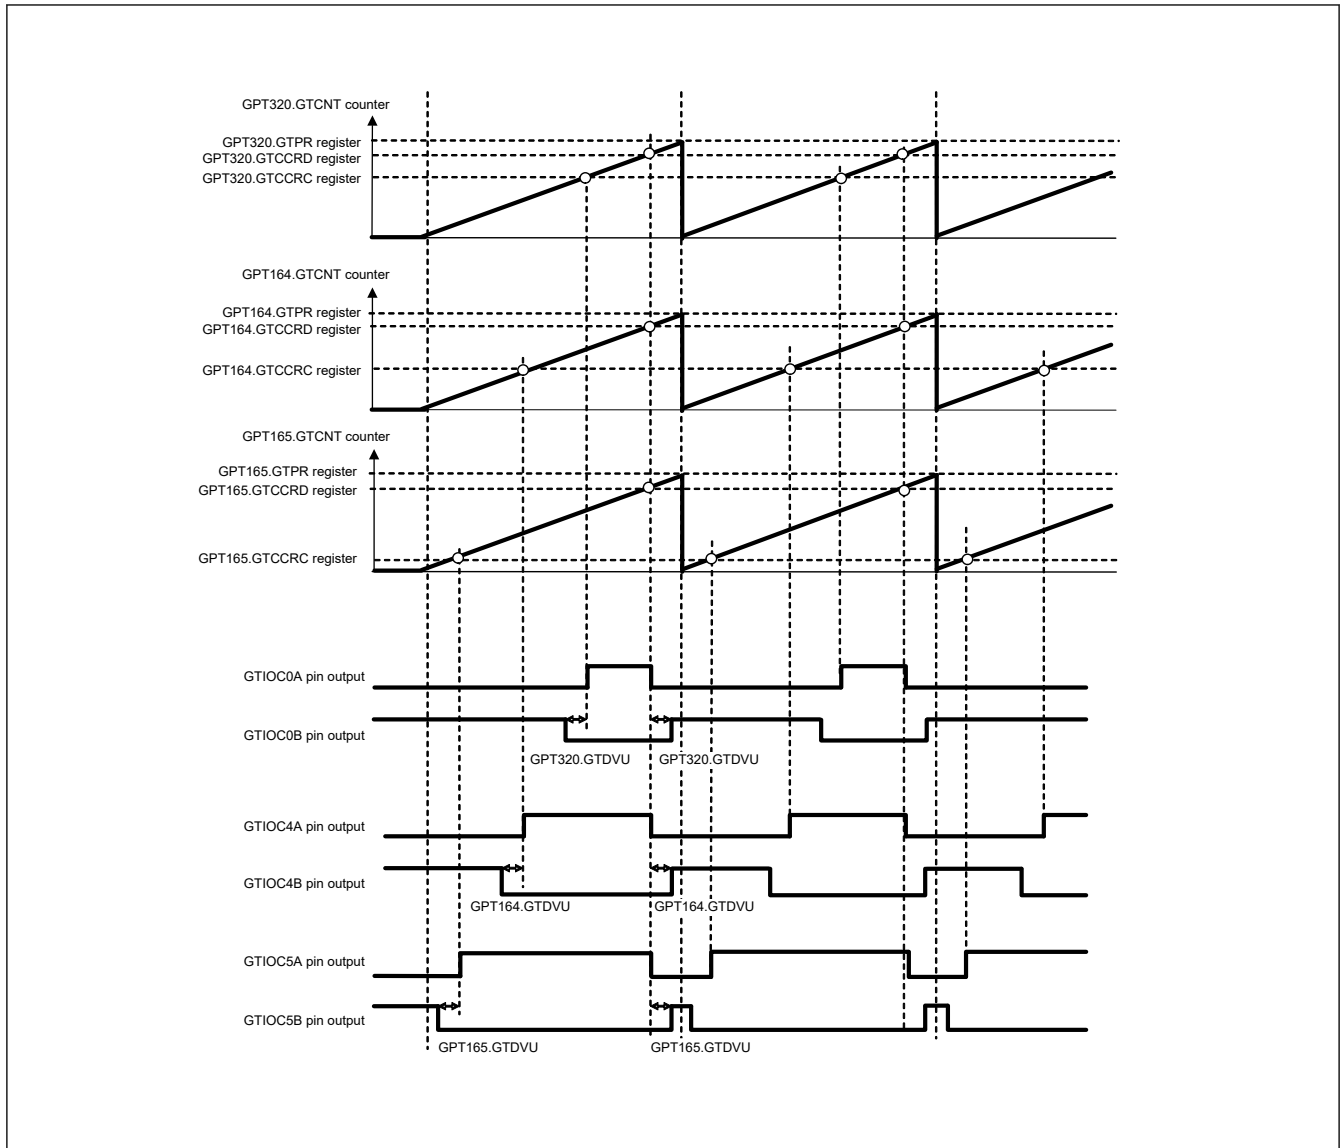 GPT320.GTCNT counter
GPT320.GTPR register
GPT320.GTCCRD register
GPT320.GTCCRC register
GPT164.GTCNT counter
GPT164.GTPR register
GPT164.GTCCRD register
GPT164.GTCCRC register
GPT165.GTCNT counter
GPT165.GTPR register
GPT165.GTCCRD register
GPT165.GTCCRC register
GTIOC0A pin output
GTIOC0B pin output
GPT320.GTDVU GPT320.GTDVU
GTIOC4A pin output
GTIOC4B pin output
GPT164.GTDVU GPT164.GTDVU
GTIOC5A pin output
GTIOC5B pin output
GPT165.GTDVU GPT165.GTDVU